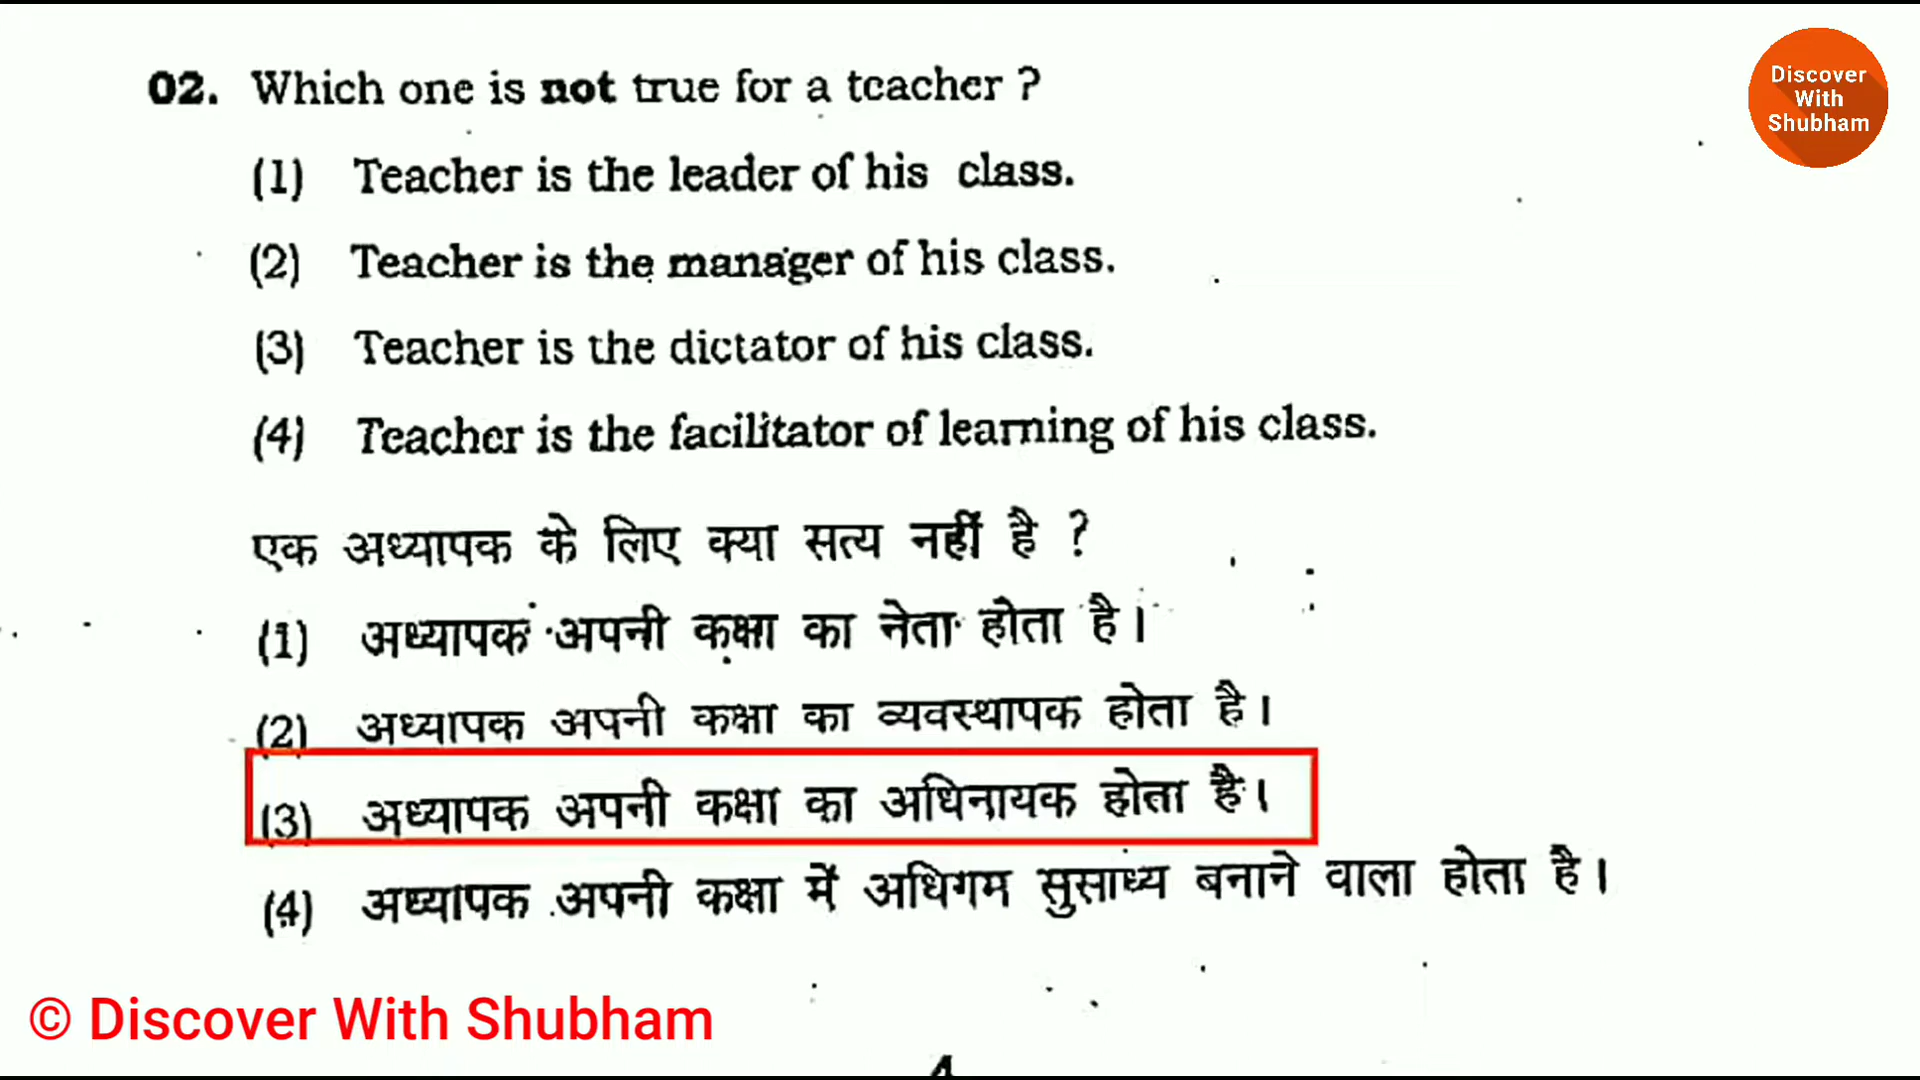 Discover
With
Shubham
02. Which one is not true for a teacher ?
(1) Teacher is the leader of his class.
(2) Teacher is the manager of his class.
(3) Teacher is the dictator of his class.
(4) Teacher is the facilitator of learning of his class.
एक अध्यापक के लिए क्या सत्य नहीं है ?
(1) अध्यापक अपनी कक्षा का नेता होता है।
(2) अध्यापक अपनी कक्षा का व्यवस्थापक होता है।
(3) अध्यापक अपनी कक्षा का अधिनायक होता है।
(4) अध्यापक अपनी कक्षा में अधिगम सुसाध्य बनाने वाला होता है।
© Discover With Shubham